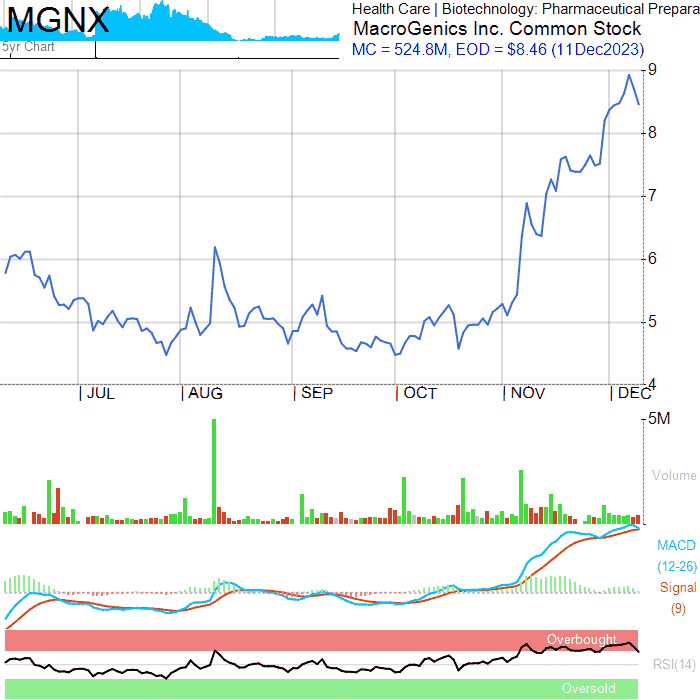 MGNX
5yr Chart
Health Care | Biotechnology: Pharmaceutical Prepara
MacroGenics Inc. Common Stock
MC = 524.8M, EOD = $8.46 (11Dec2023)
9
8
7
6
5
4
JUL AUG SEP OCT NOV DEC
5M
Volume
MACD
(12-26)
Signal
(9)
Overbought
RSI(14)
Oversold